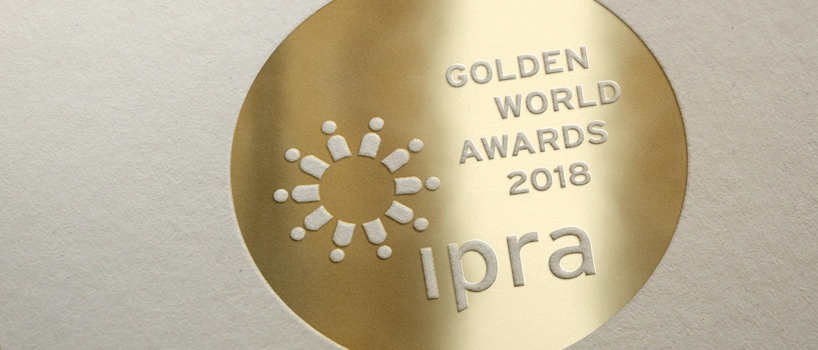 GOLDEN
WORLD
AWARDS
2018
ipra